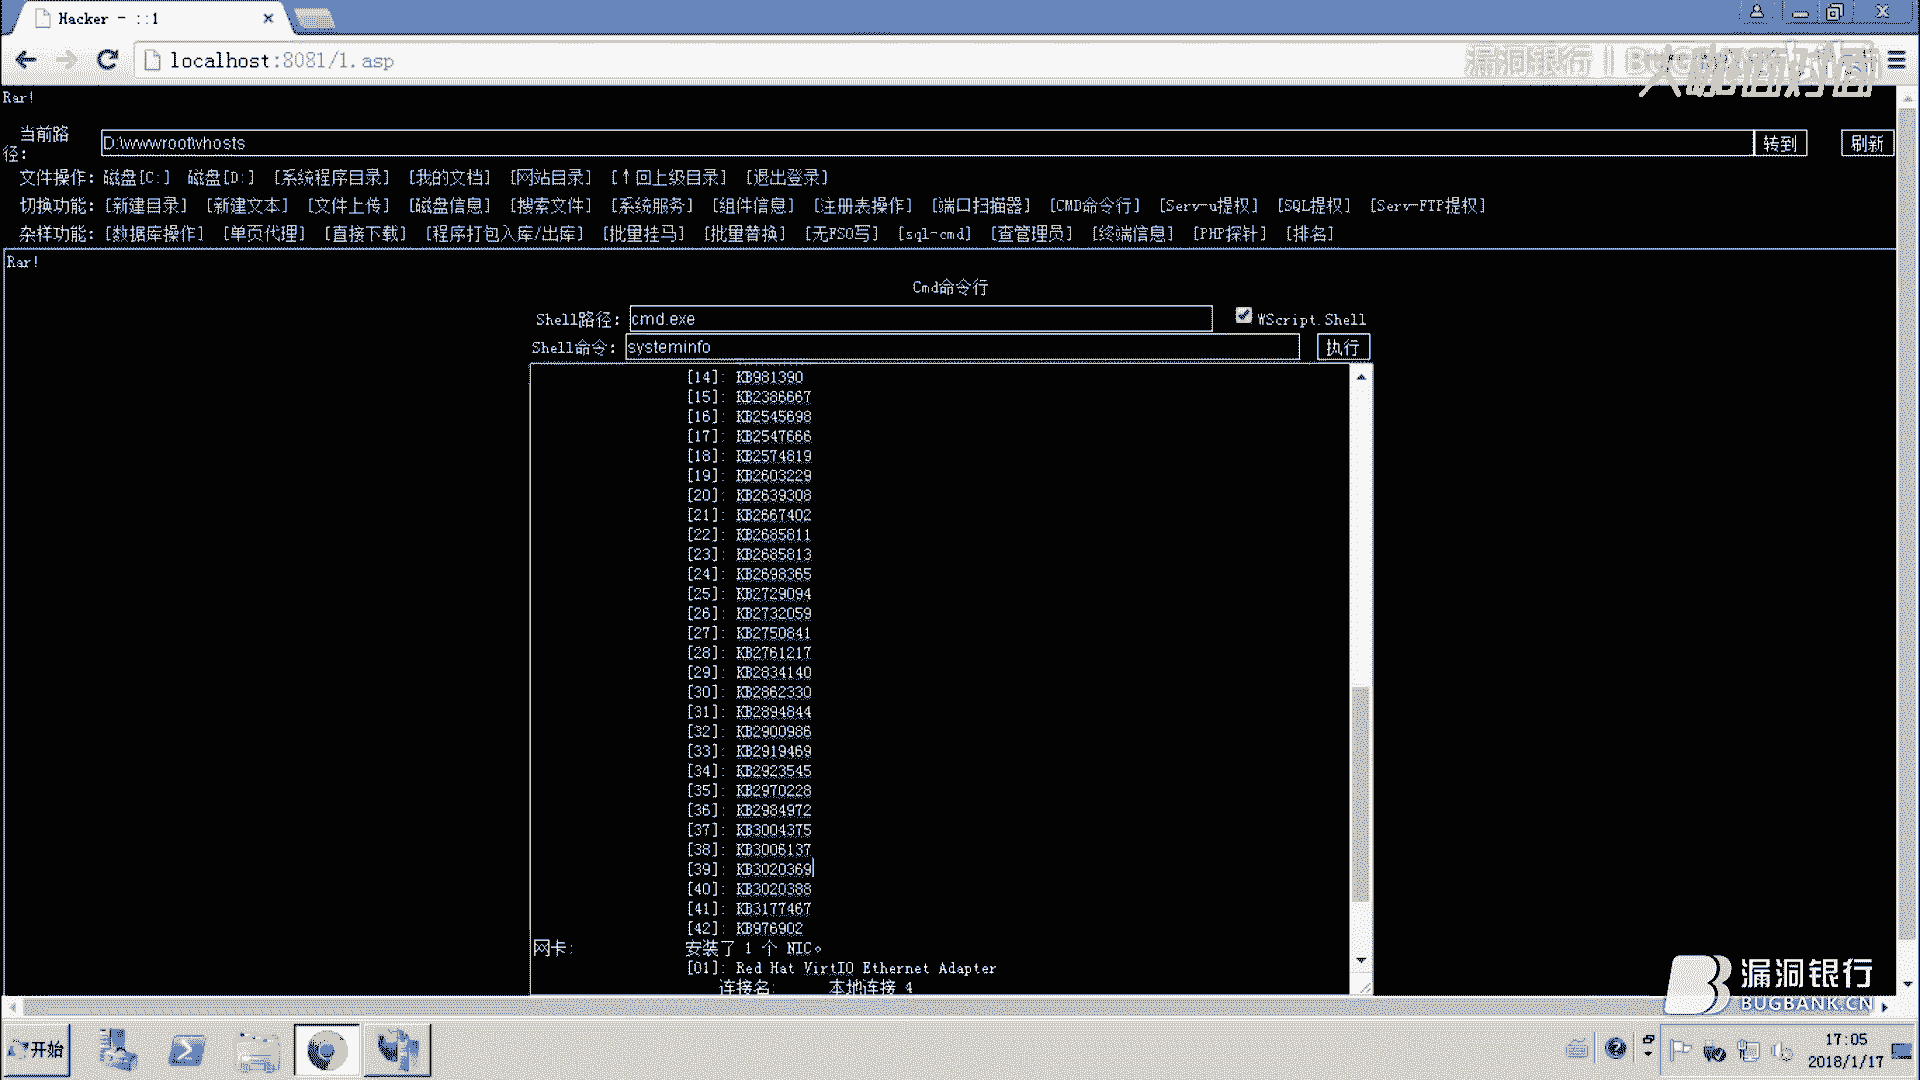 Hacker - ::1
localhost:8081/1.asp
漏洞银行 | BUG
大咖面对面
Rar!
当前路径:
D:\wwwroot\vhosts
转到
刷新
文件操作: 磁盘[C:] 磁盘[D:] [系统程序目录] [我的文档] [网站目录] [↑回上级目录] [退出登录]
切换功能: [新建目录] [新建文本] [文件上传] [磁盘信息] [搜索文件] [系统服务] [组件信息] [注册表操作] [端口扫描器] [CMD命令行] [Serv-u提权] [SQL提权] [Serv-FTP提权]
杂样功能: [数据库操作] [单页代理] [直接下载] [程序打包入库/出库] [批量挂马] [批量替换] [无FSO写] [sql-cmd] [查管理员] [终端信息] [PHP探针] [排名]
Rar!
Cmd命令行
Shell路径: cmd.exe WScript.Shell
Shell命令: systeminfo 执行
[14]: KB981390
[15]: KB2386667
[16]: KB2545698
[17]: KB2547666
[18]: KB2574819
[19]: KB2603229
[20]: KB2639308
[21]: KB2667402
[22]: KB2685811
[23]: KB2685813
[24]: KB2698365
[25]: KB2729094
[26]: KB2732059
[27]: KB2750841
[28]: KB2761217
[29]: KB2834140
[30]: KB2862330
[31]: KB2894844
[32]: KB2900986
[33]: KB2919469
[34]: KB2923545
[35]: KB2970228
[36]: KB2984972
[37]: KB3004375
[38]: KB3006137
[39]: KB3020369
[40]: KB3020388
[41]: KB3177467
[42]: KB976902
网卡: 安装了 1 个 NIC。
[01]: Red Hat VirtIO Ethernet Adapter
连接名: 本地连接 4
漏洞银行
BUGBANK.CN
开始
17:05
2018/1/17